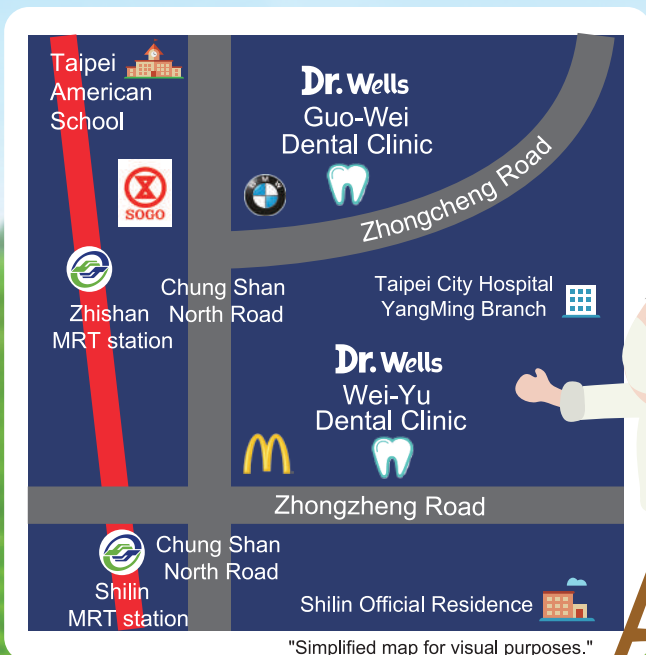 Taipei
American
School
Dr. Wells
Guo-Wei
Dental Clinic
SOGO
BMW
Zhongcheng Road
Zhishan
MRT station
Chung Shan
North Road
Taipei City Hospital
YangMing Branch
Dr. Wells
Wei-Yu
Dental Clinic
Zhongzheng Road
Chung Shan
North Road
Shilin
MRT station
Shilin Official Residence
"Simplified map for visual purposes."